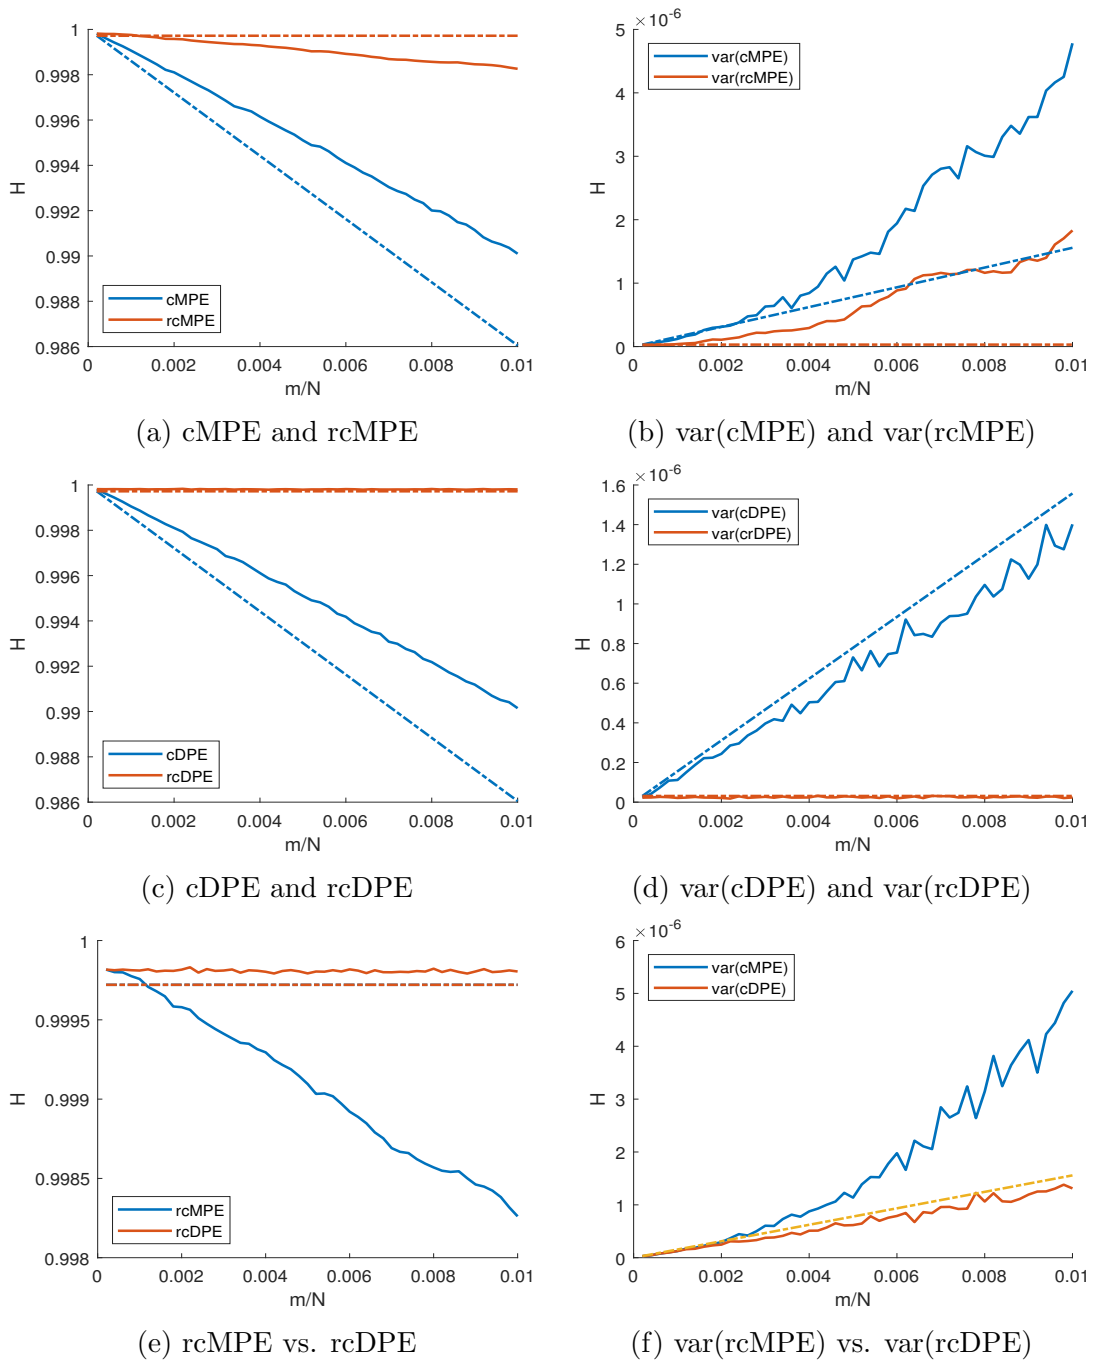 1
0.998
0.996
0.994
0.992
0.99
0.988
0.986
H
0
0.002
0.004
0.006
0.008
0.01
m/N
cMPE
rcMPE
(a) cMPE and rcMPE
×10⁻⁶
5
4
3
2
1
0
H
0
0.002
0.004
0.006
0.008
0.01
m/N
var(cMPE)
var(rcMPE)
(b) var(cMPE) and var(rcMPE)
1
0.998
0.996
0.994
0.992
0.99
0.988
0.986
H
0
0.002
0.004
0.006
0.008
0.01
m/N
cDPE
rcDPE
(c) cDPE and rcDPE
×10⁻⁶
1.6
1.4
1.2
1
0.8
0.6
0.4
0.2
0
H
0
0.002
0.004
0.006
0.008
0.01
m/N
var(cDPE)
var(crDPE)
(d) var(cDPE) and var(rcDPE)
1
0.9995
0.999
0.9985
0.998
H
0
0.002
0.004
0.006
0.008
0.01
m/N
rcMPE
rcDPE
(e) rcMPE vs. rcDPE
×10⁻⁶
6
5
4
3
2
1
0
H
0
0.002
0.004
0.006
0.008
0.01
m/N
var(cMPE)
var(cDPE)
(f) var(rcMPE) vs. var(rcDPE)